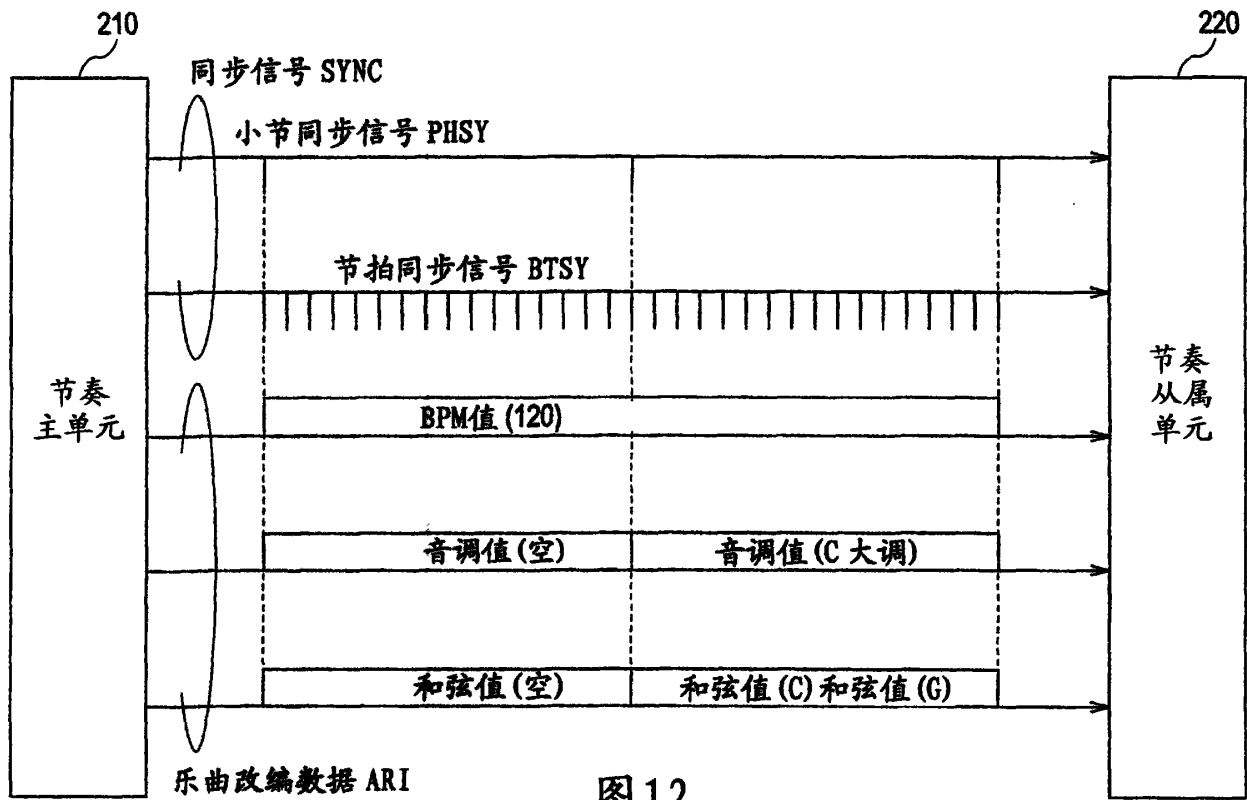 210
220
同步信号 SYNC
小节同步信号 PHSY
节拍同步信号 BTSY
节奏
主单元
节奏
从属
单元
BPM值(120)
音调值(空)
音调值(C 大调)
和弦值(空)
和弦值(C)和弦值(G)
乐曲改编数据 ARI
图12